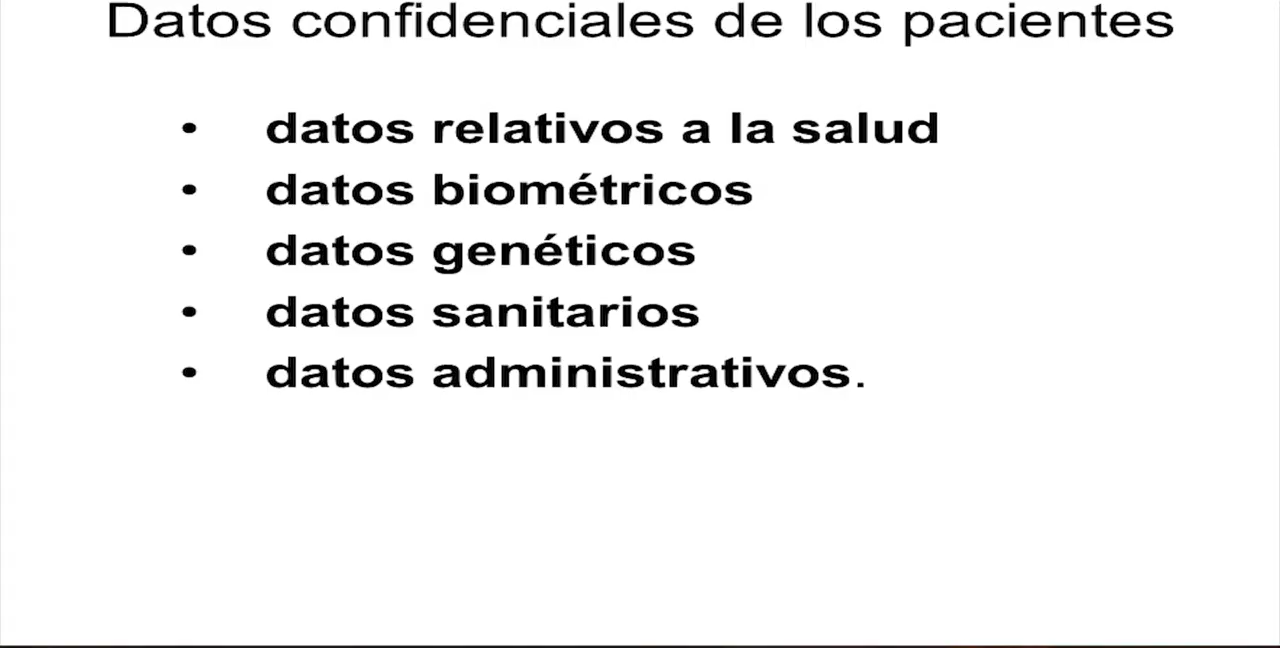 Datos confidenciales de los pacientes
• datos relativos a la salud
• datos biométricos
• datos genéticos
• datos sanitarios
• datos administrativos.